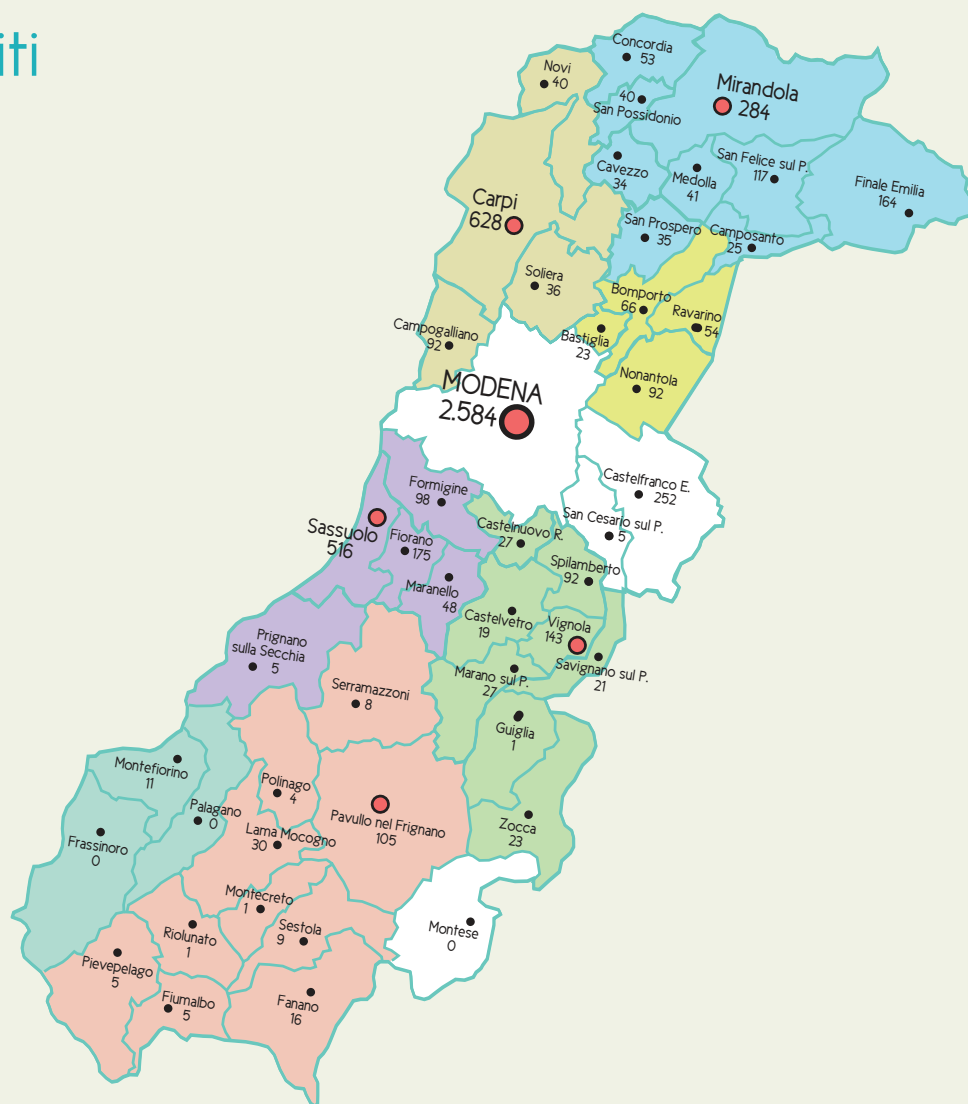 iti
Concordia
53
Novi
40
Mirandola
284
40
San Possidonio
Cavezzo
34
Medolla
41
San Felice sul P.
117
Finale Emilia
164
Carpi
628
San Prospero
35
Camposanto
25
Soliera
36
Bomporto
66
Ravarino
54
Campogalliano
92
Bastiglia
23
Nonantola
92
MODENA
2.584
Castelfranco E.
252
Formigine
98
San Cesario sul P.
5
Castelnuovo R.
27
Sassuolo
516
Fiorano
175
Spilamberto
92
Maranello
48
Castelvetro
19
Vignola
143
Prignano
sulla Secchia
5
Savignano sul P.
21
Marano sul P.
27
Serramazzoni
8
Guiglia
1
Montefiorino
11
Polinago
4
Palagano
0
Pavullo nel Frignano
105
Zocca
23
Lama Mocogno
30
Frassinoro
0
Montecreto
1
Sestola
9
Montese
0
Riolunato
1
Pievepelago
5
Fiumalbo
5
Fanano
16